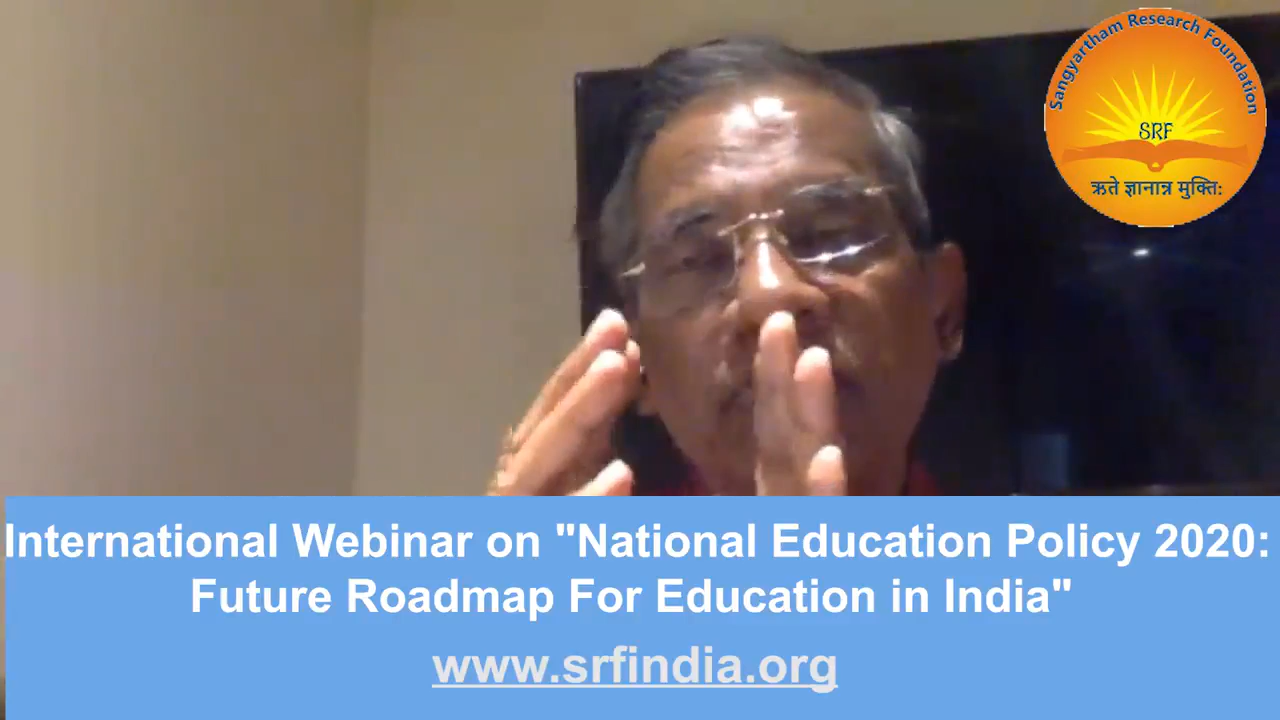 Sangyartham Research Foundation
SRF
ऋते ज्ञानान्न मुक्ति:
International Webinar on "National Education Policy 2020:
Future Roadmap For Education in India"
www.srfindia.org